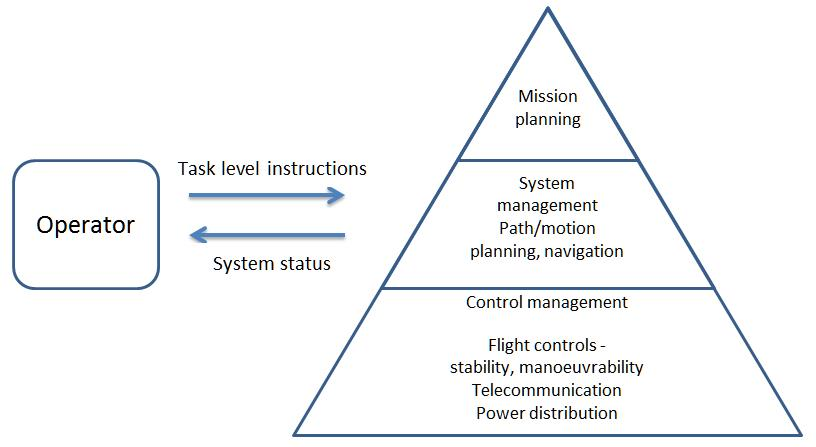 Operator
Task level instructions
System status
Mission
planning
System
management
Path/motion
planning, navigation
Control management
Flight controls -
stability, manoeuvrability
Telecommunication
Power distribution